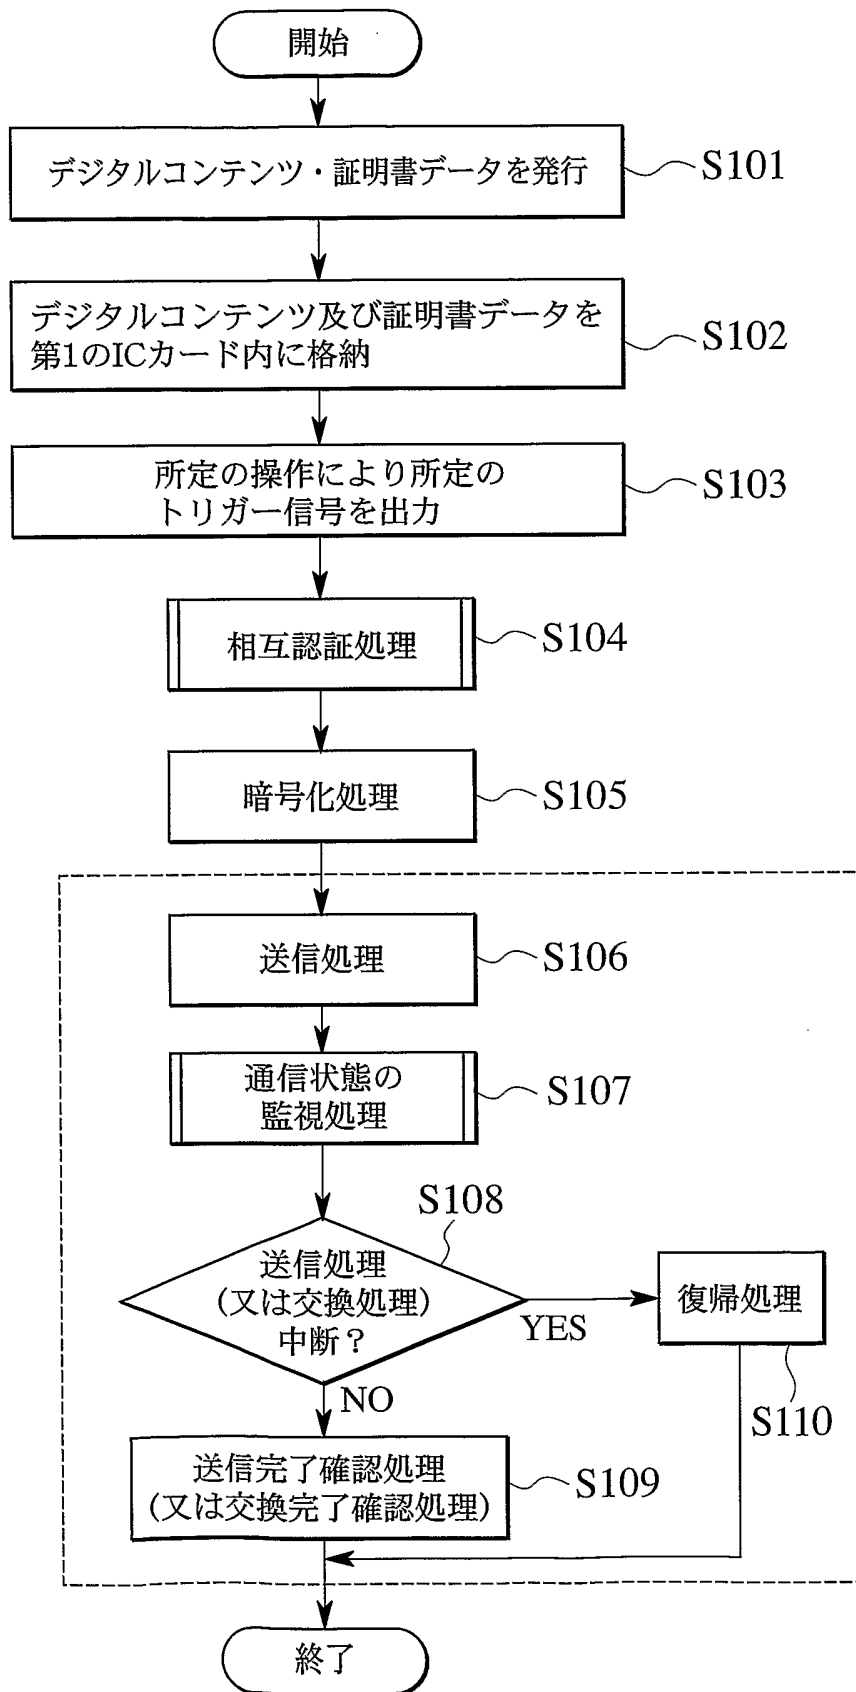 開始
デジタルコンテンツ・証明書データを発行
S101
デジタルコンテンツ及び証明書データを
第1のICカード内に格納
S102
所定の操作により所定の
トリガー信号を出力
S103
相互認証処理
S104
暗号化処理
S105
送信処理
S106
通信状態の
監視処理
S107
S108
送信処理
(又は交換処理)
中断？
YES
復帰処理
S110
NO
送信完了確認処理
(又は交換完了確認処理)
S109
終了